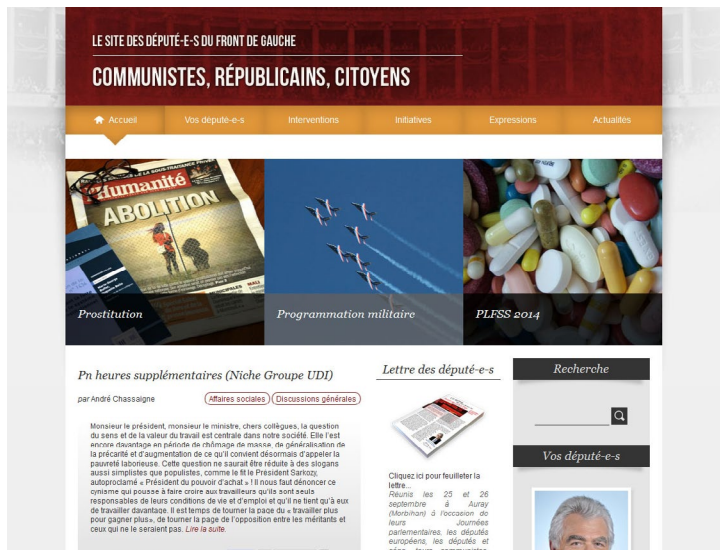 LE SITE DES DÉPUTÉ-E-S DU FRONT DE GAUCHE
COMMUNISTES, RÉPUBLICAINS, CITOYENS
Accueil
Vos député-e-s
Interventions
Initiatives
Expressions
Actualités
l'Humanité
ABOLITION
Prostitution
Programmation militaire
PLFSS 2014
Pn heures supplémentaires (Niche Groupe UDI)
par André Chassaigne
Affaires sociales
Discussions générales
Monsieur le président, monsieur le ministre, chers collègues, la question
du sens et de la valeur du travail est centrale dans notre société. Elle l'est
encore davantage en période de chômage de masse, de généralisation de
la précarité et d'augmentation de ce qu'il convient désormais d'appeler la
pauvreté laborieuse. Cette question ne saurait être réduite à des slogans
aussi simplistes que populistes, comme le fit le Président Sarkozy,
autoproclamé « Président du pouvoir d'achat » ! Il nous faut dénoncer ce
cynisme qui pousse à faire croire aux travailleurs qu'ils sont seuls
responsables de leurs conditions de vie et d'emploi et qu'il ne tient qu'à eux
de travailler davantage. Il est temps de tourner la page du « travailler plus
pour gagner plus», de tourner la page de l'opposition entre les méritants et
ceux qui ne le seraient pas. Lire la suite.
Lettre des député-e-s
Cliquez ici pour feuilleter la
lettre...
Réunis les 25 et 26
septembre à Auray
(Morbihan) à l'occasion de
leurs Journées
parlementaires, les députés
européens, les députés et
Recherche
Vos député-e-s